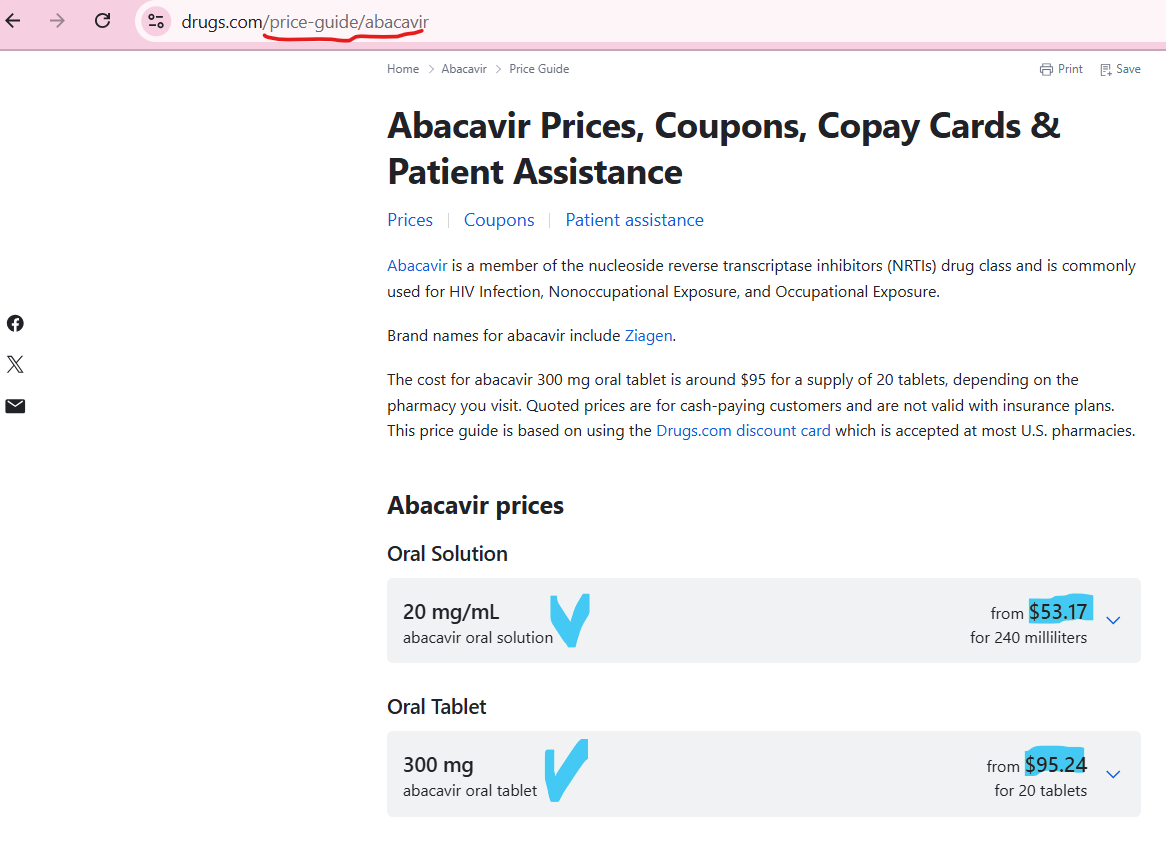 drugs.com/price-guide/abacavir
Home > Abacavir > Price Guide
Print Save
Abacavir Prices, Coupons, Copay Cards &
Patient Assistance
Prices | Coupons | Patient assistance
Abacavir is a member of the nucleoside reverse transcriptase inhibitors (NRTIs) drug class and is commonly
used for HIV Infection, Nonoccupational Exposure, and Occupational Exposure.
Brand names for abacavir include Ziagen.
The cost for abacavir 300 mg oral tablet is around $95 for a supply of 20 tablets, depending on the
pharmacy you visit. Quoted prices are for cash-paying customers and are not valid with insurance plans.
This price guide is based on using the Drugs.com discount card which is accepted at most U.S. pharmacies.
Abacavir prices
Oral Solution
20 mg/mL
from $53.17
abacavir oral solution
for 240 milliliters
Oral Tablet
300 mg
from $95.24
abacavir oral tablet
for 20 tablets